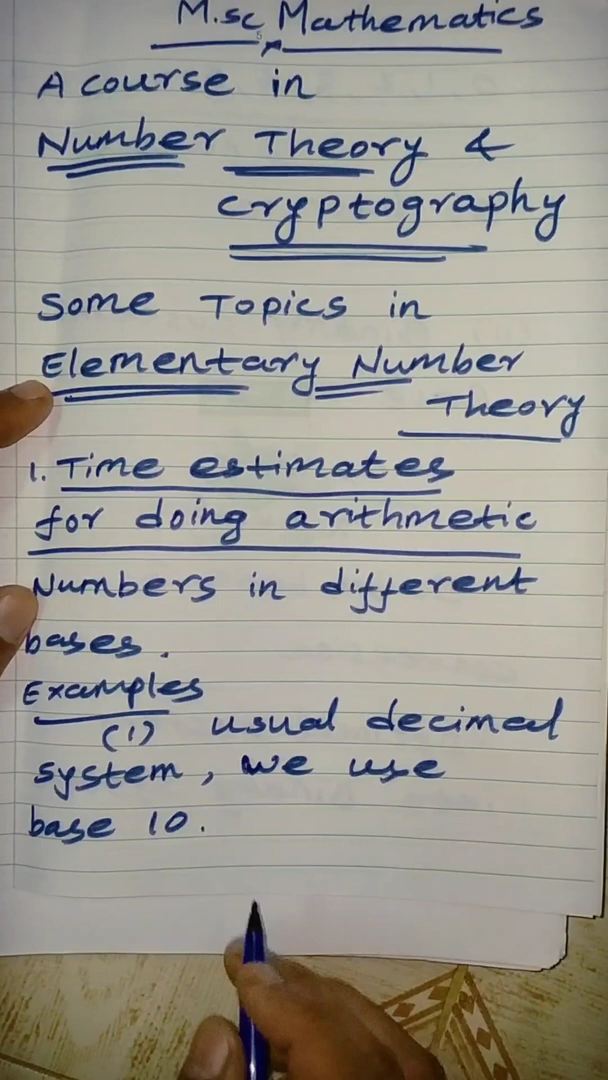 M.sc Mathematics
A course in
Number Theory &
cryptography
Some Topics in
Elementary Number
Theory
1. Time estimates
for doing arithmetic
Numbers in different
bases.
Examples
(1) usual decimal
system, we use
base 10.